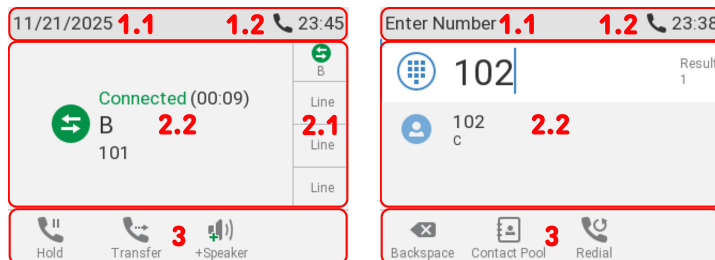 11/21/2025 1.1 1.2 23:45
B
Connected (00:09)
B 2.2
101
Line
2.1
Line
Line
3
Hold Transfer +Speaker
Enter Number 1.1 1.2 23:38
102
Result
1
102
C
2.2
3
Backspace Contact Pool Redial